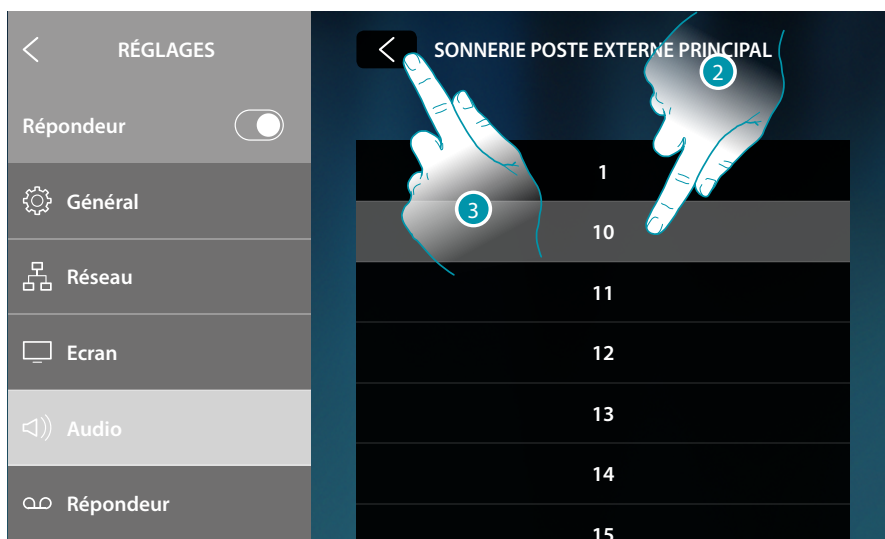 RÉGLAGES
Répondeur
Général
Réseau
Ecran
Audio
Répondeur
SONNERIE POSTE EXTERNE PRINCIPAL
2
1
3
10
11
12
13
14
15